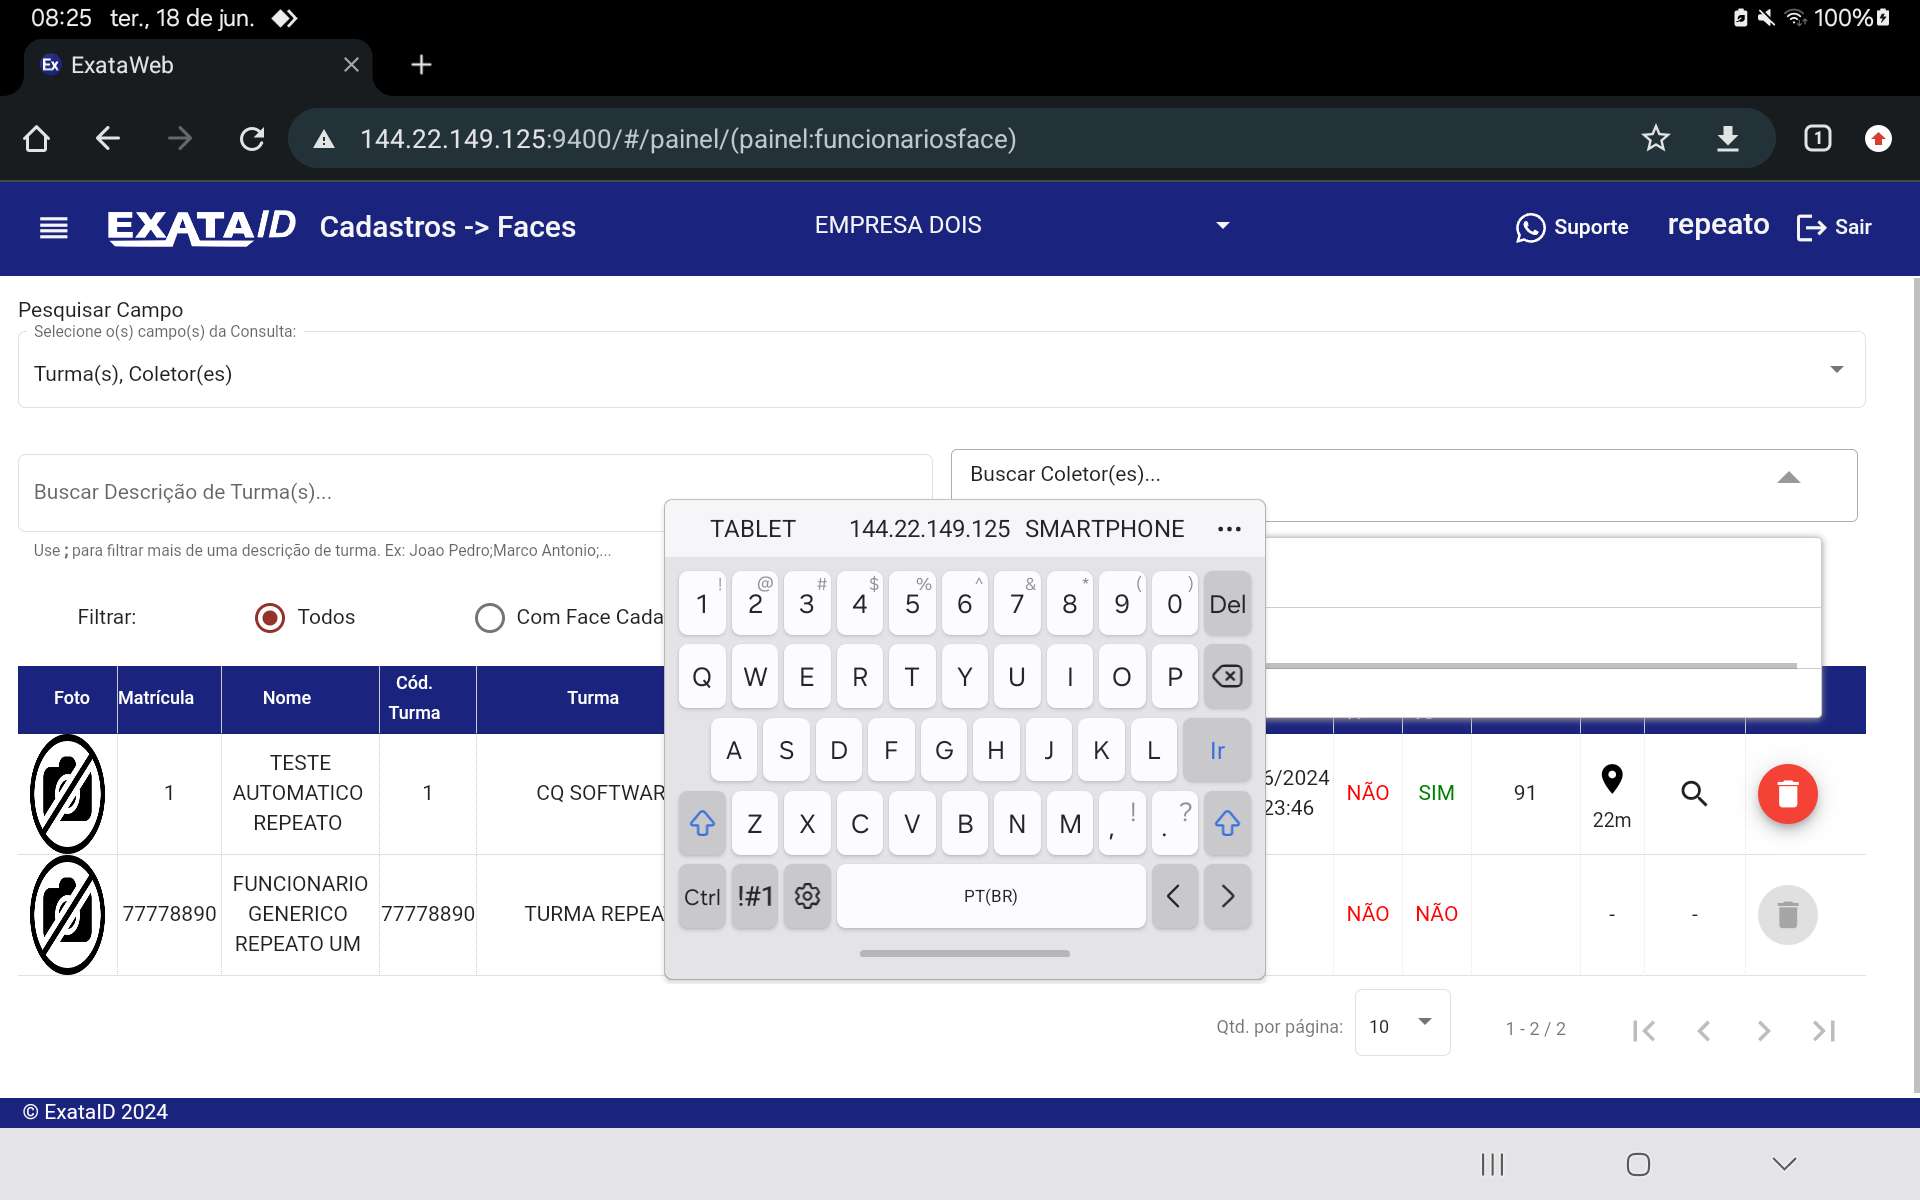 08:25 ter., 18 de jun. 100%
Ex ExataWeb
144.22.149.125:9400/#/painel/(painel:funcionariosface) 1
EXATA/ID Cadastros -> Faces EMPRESA DOIS Suporte repeato Sair
Pesquisar Campo
Selecione o(s) campo(s) da Consulta:
Turma(s), Coletor(es)
Buscar Descrição de Turma(s)... Buscar Coletor(es)...
Use ; para filtrar mais de uma descrição de turma. Ex: Joao Pedro;Marco Antonio;...
Filtrar: Todos Com Face Cada
Foto Matrícula Nome Cód. Turma Turma
1 TESTE AUTOMATICO REPEATO 1 CQ SOFTWAR 6/2024 23:46 NÃO SIM 91 22m
77778890 FUNCIONARIO GENERICO REPEATO UM 77778890 TURMA REPEA NÃO NÃO - -
TABLET 144.22.149.125 SMARTPHONE ...
! @ # $ % ^ & * ( )
1 2 3 4 5 6 7 8 9 0 Del
Q W E R T Y U I O P
A S D F G H J K L Ir
Z X C V B N M , ! . ?
Ctrl !#1 PT(BR) < >
Qtd. por página: 10 1 - 2 / 2
© ExataID 2024